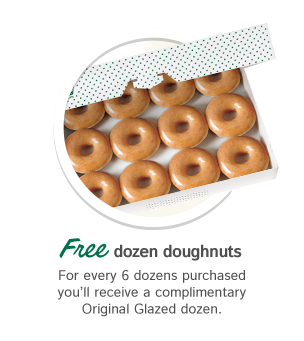 Free dozen doughnuts
For every 6 dozens purchased
you'll receive a complimentary
Original Glazed dozen.